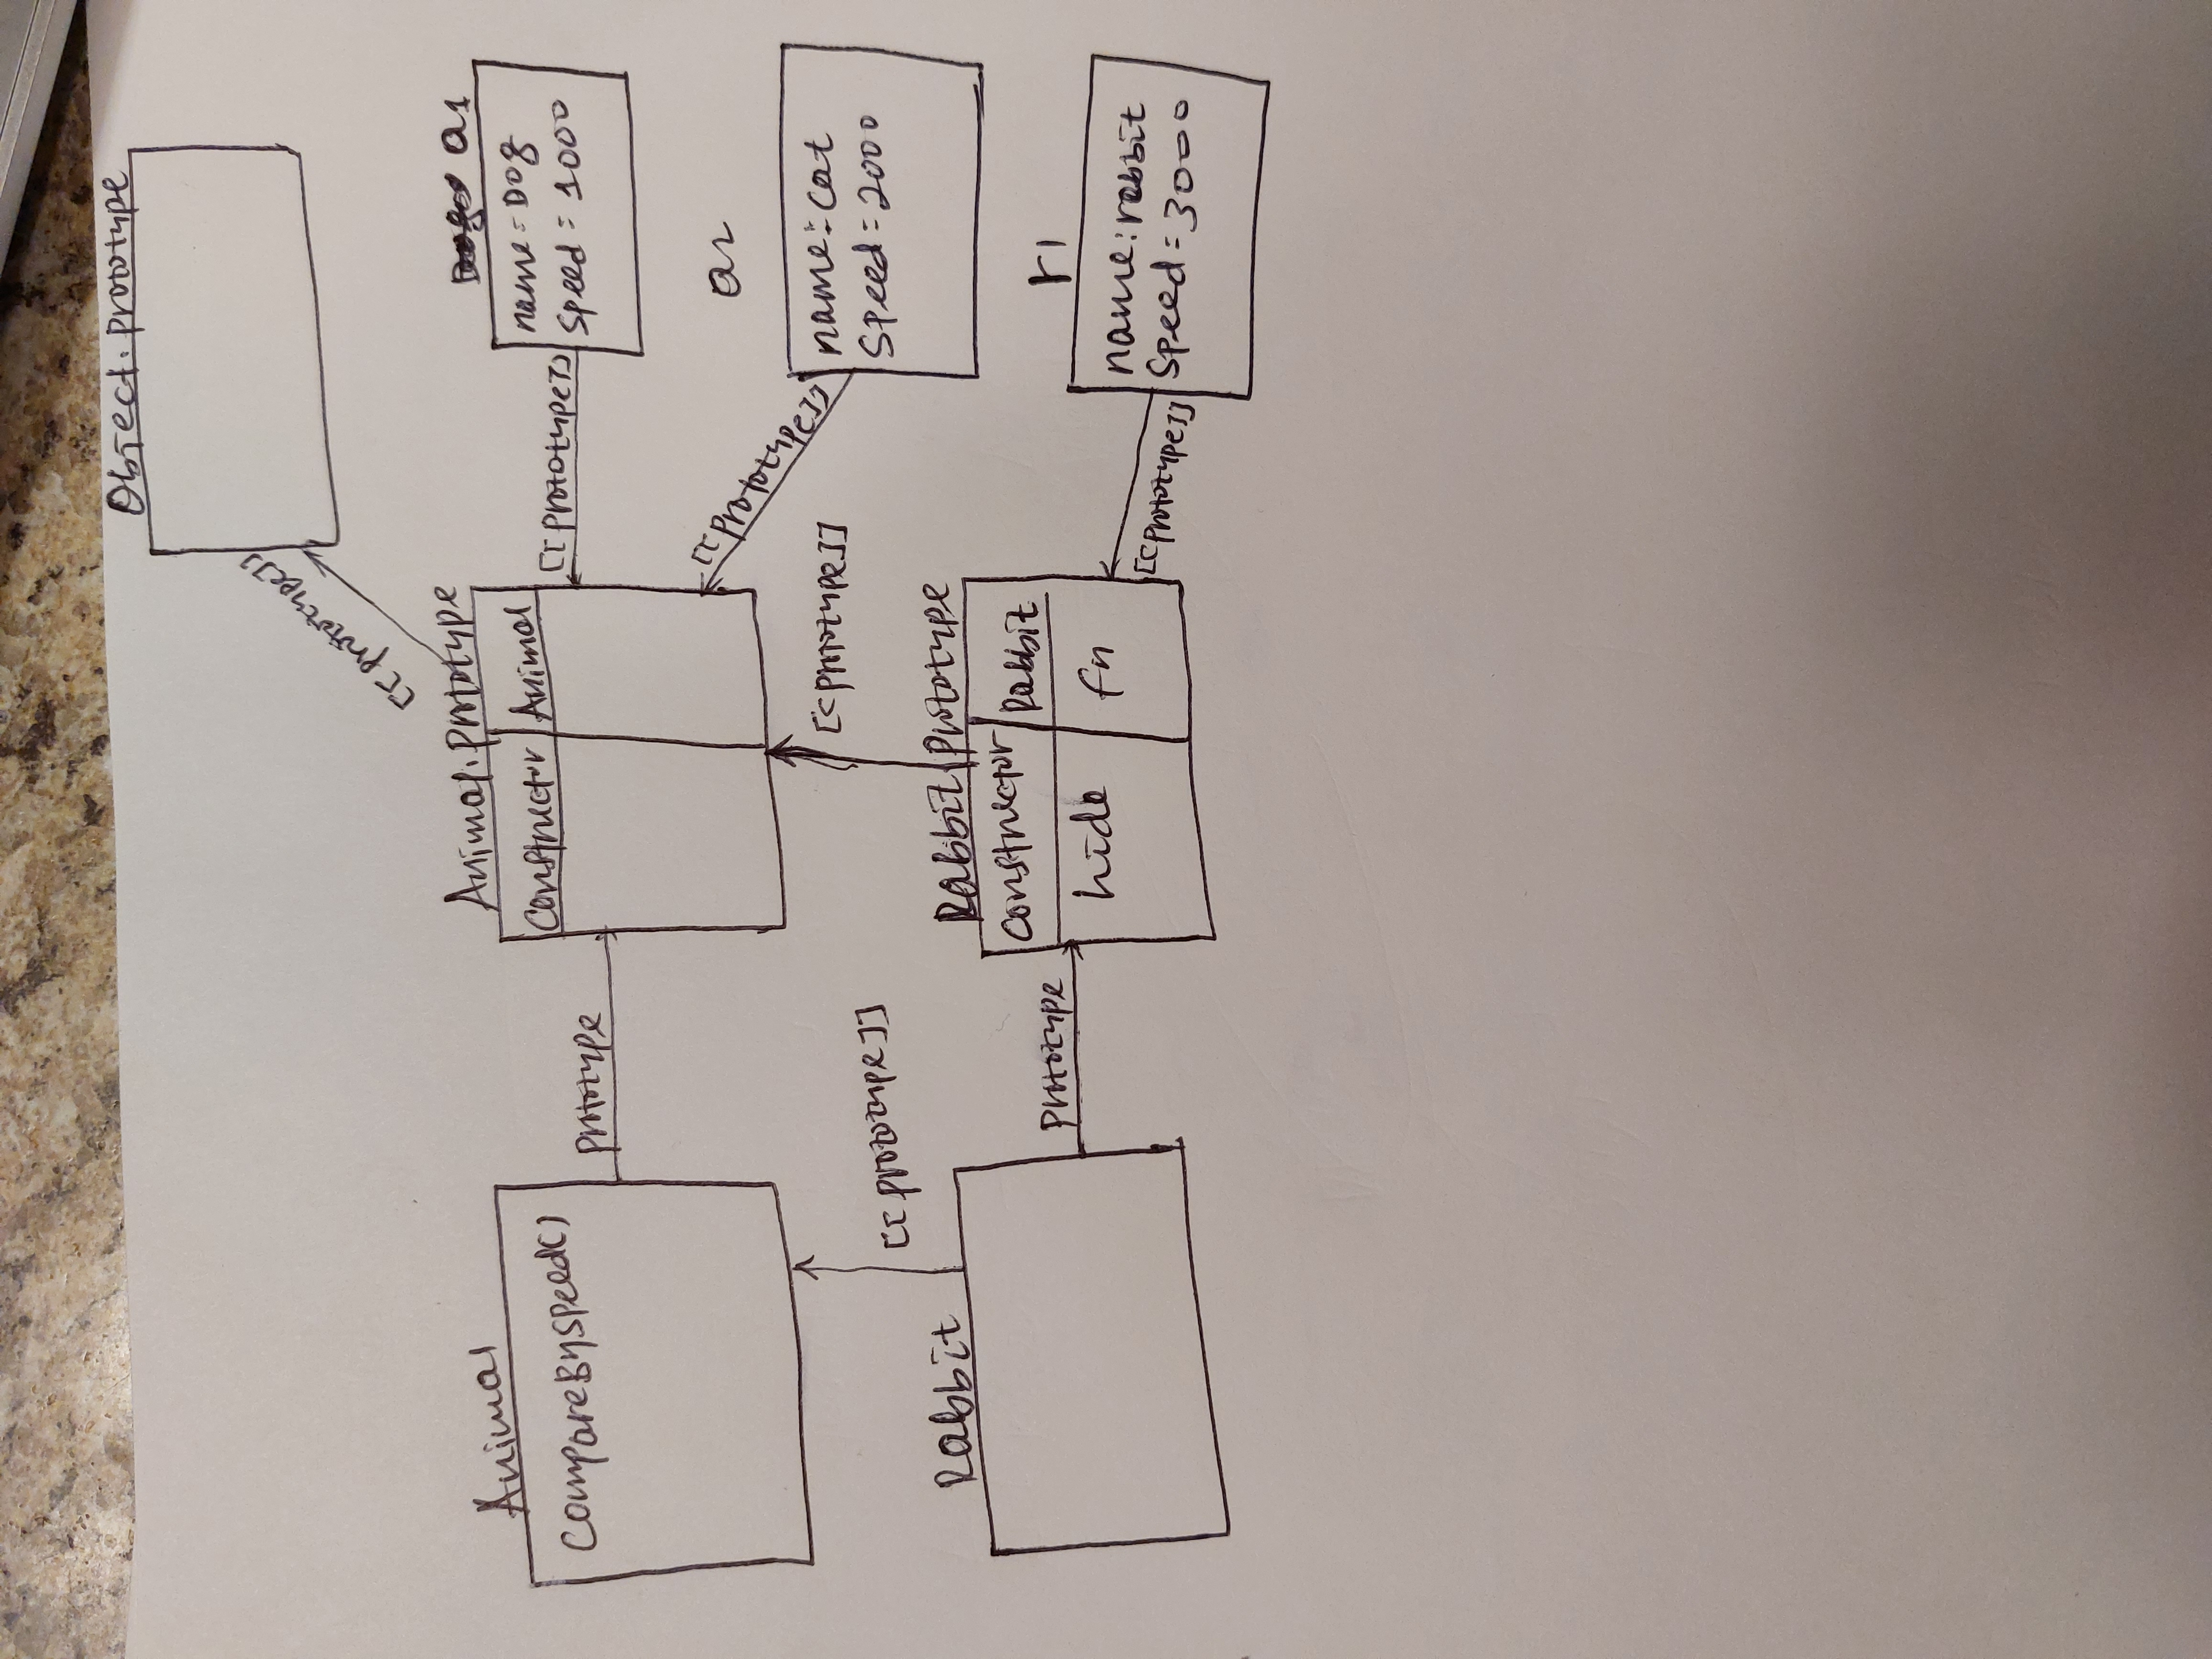 Object.prototype
[[prototype]]
Animal
CompareBySpeed()
prototype
Animal.prototype
Constructor
Animal
[[prototype]]
a1
name=Dog
Speed=1000
[[prototype]]
a2
name:cat
Speed=2000
[[prototype]]
[[prototype]]
Rabbit
prototype
Rabbit prototype
Constructor
Rabbit
hide
fn
[[prototype]]
r1
name:rabbit
Speed=3000